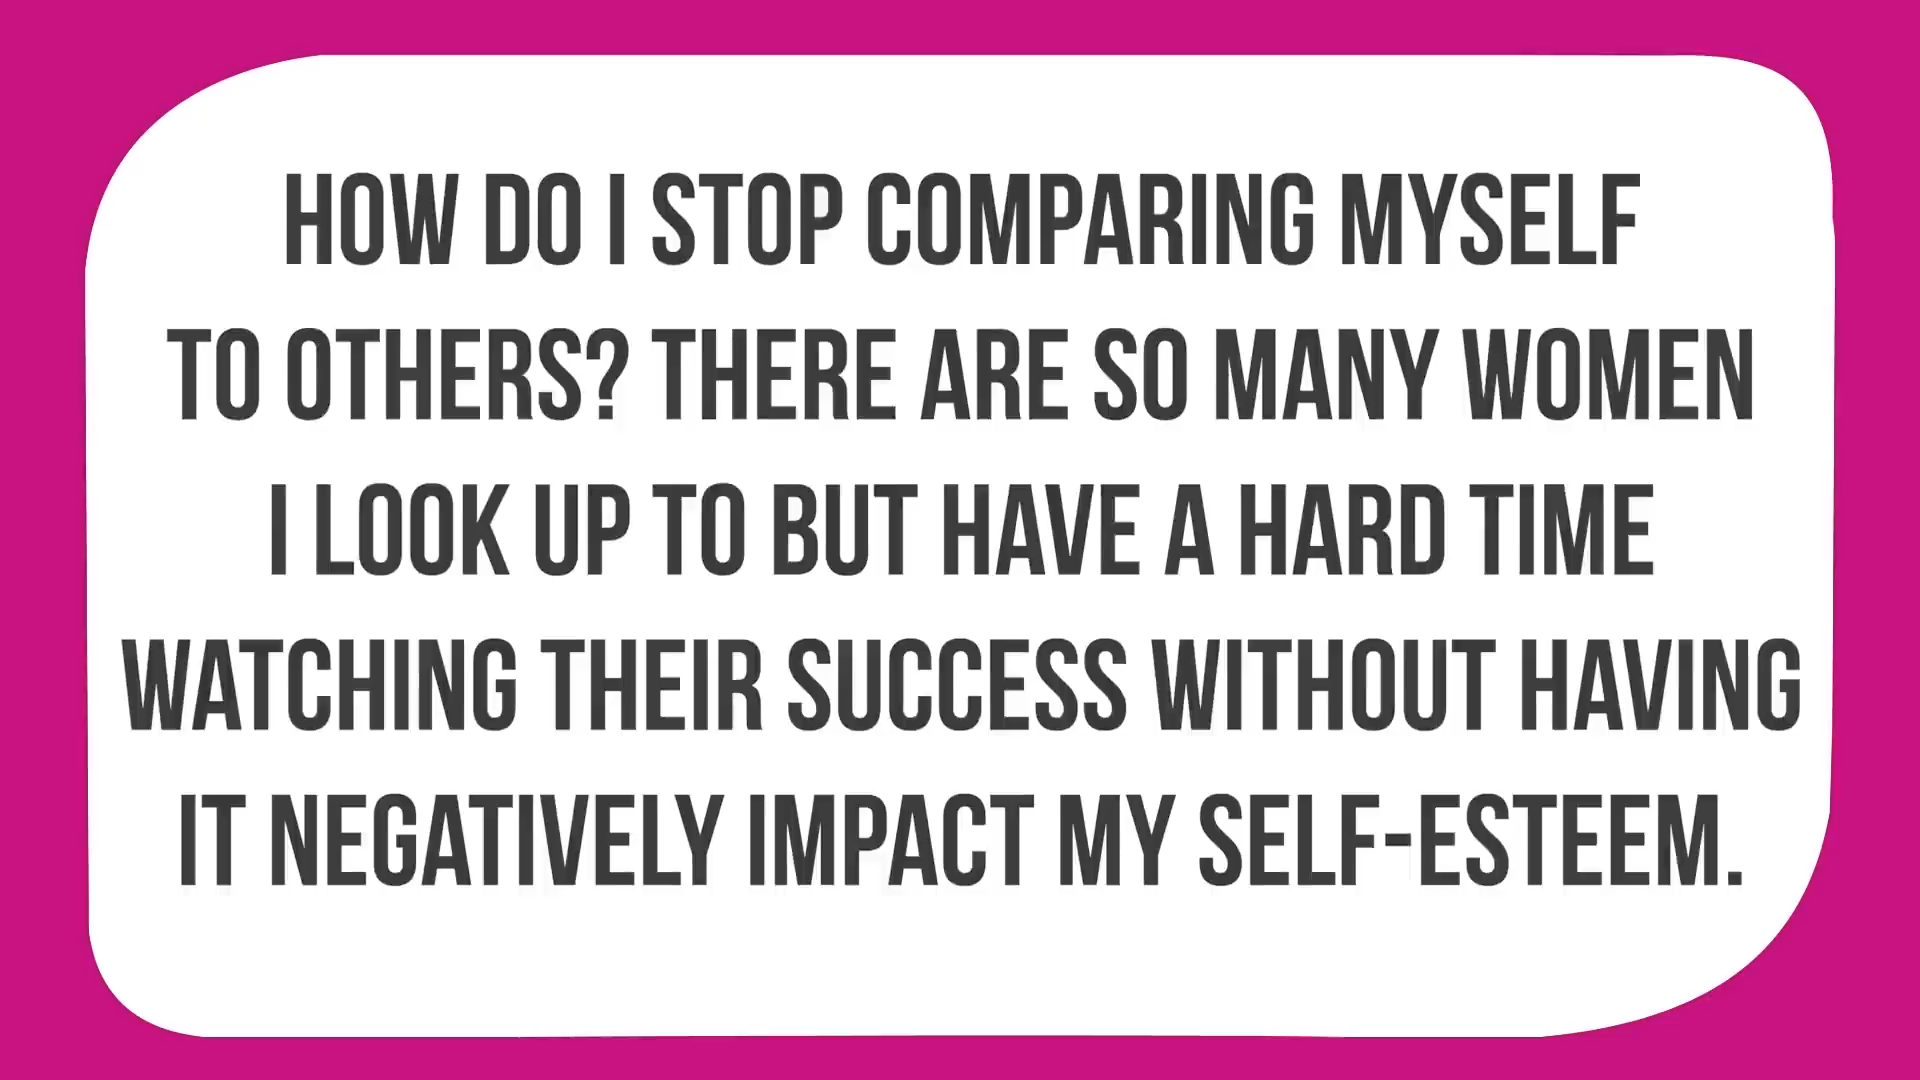 HOW DO I STOP COMPARING MYSELF
TO OTHERS? THERE ARE SO MANY WOMEN
I LOOK UP TO BUT HAVE A HARD TIME
WATCHING THEIR SUCCESS WITHOUT HAVING
IT NEGATIVELY IMPACT MY SELF-ESTEEM.